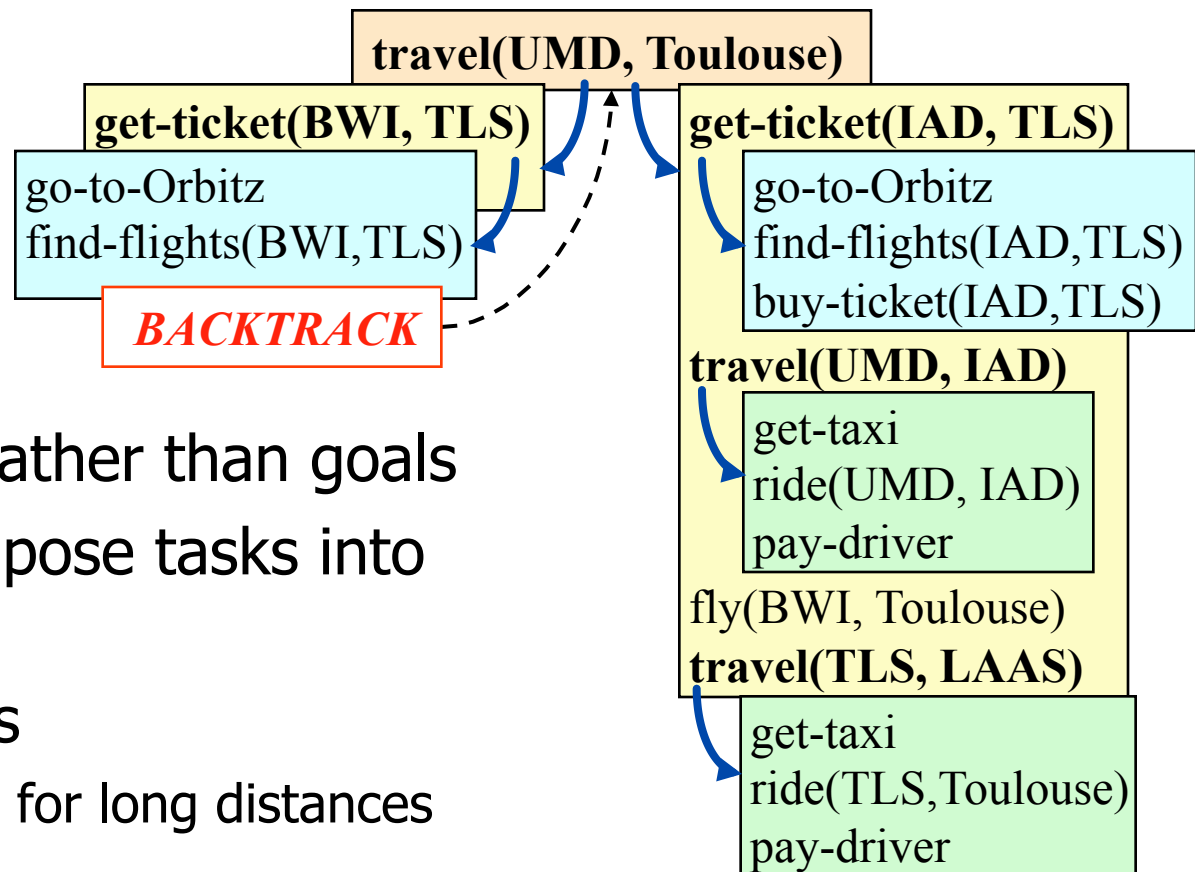 travel(UMD, Toulouse)
get-ticket(BWI, TLS)
go-to-Orbitz
find-flights(BWI,TLS)
BACKTRACK
get-ticket(IAD, TLS)
go-to-Orbitz
find-flights(IAD,TLS)
buy-ticket(IAD,TLS)
travel(UMD, IAD)
get-taxi
ride(UMD, IAD)
pay-driver
fly(BWI, Toulouse)
travel(TLS, LAAS)
get-taxi
ride(TLS,Toulouse)
pay-driver
ather than goals
pose tasks into
s
for long distances